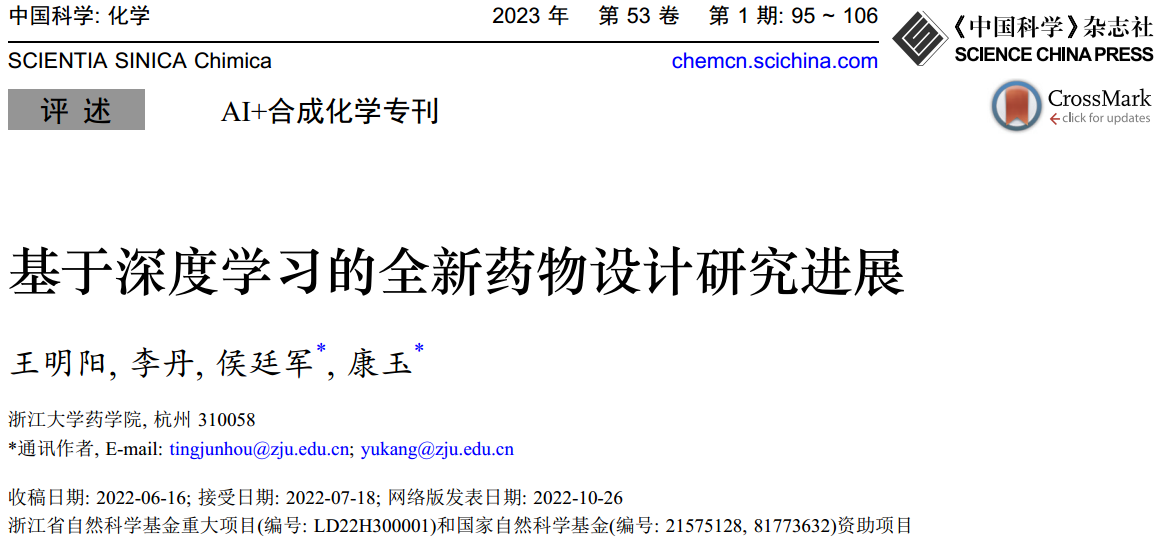 中国科学: 化学
2023 年 第 53 卷 第 1 期: 95 ~ 106
《中国科学》杂志社
SCIENCE CHINA PRESS
SCIENTIA SINICA Chimica
chemcn.scichina.com
评 述
AI+合成化学专刊
CrossMark
click for updates
基于深度学习的全新药物设计研究进展
王明阳, 李丹, 侯廷军*, 康玉*
浙江大学药学院, 杭州 310058
*通讯作者, E-mail: tingjunhou@zju.edu.cn; yukang@zju.edu.cn
收稿日期: 2022-06-16; 接受日期: 2022-07-18; 网络版发表日期: 2022-10-26
浙江省自然科学基金重大项目(编号: LD22H300001)和国家自然科学基金(编号: 21575128, 81773632)资助项目